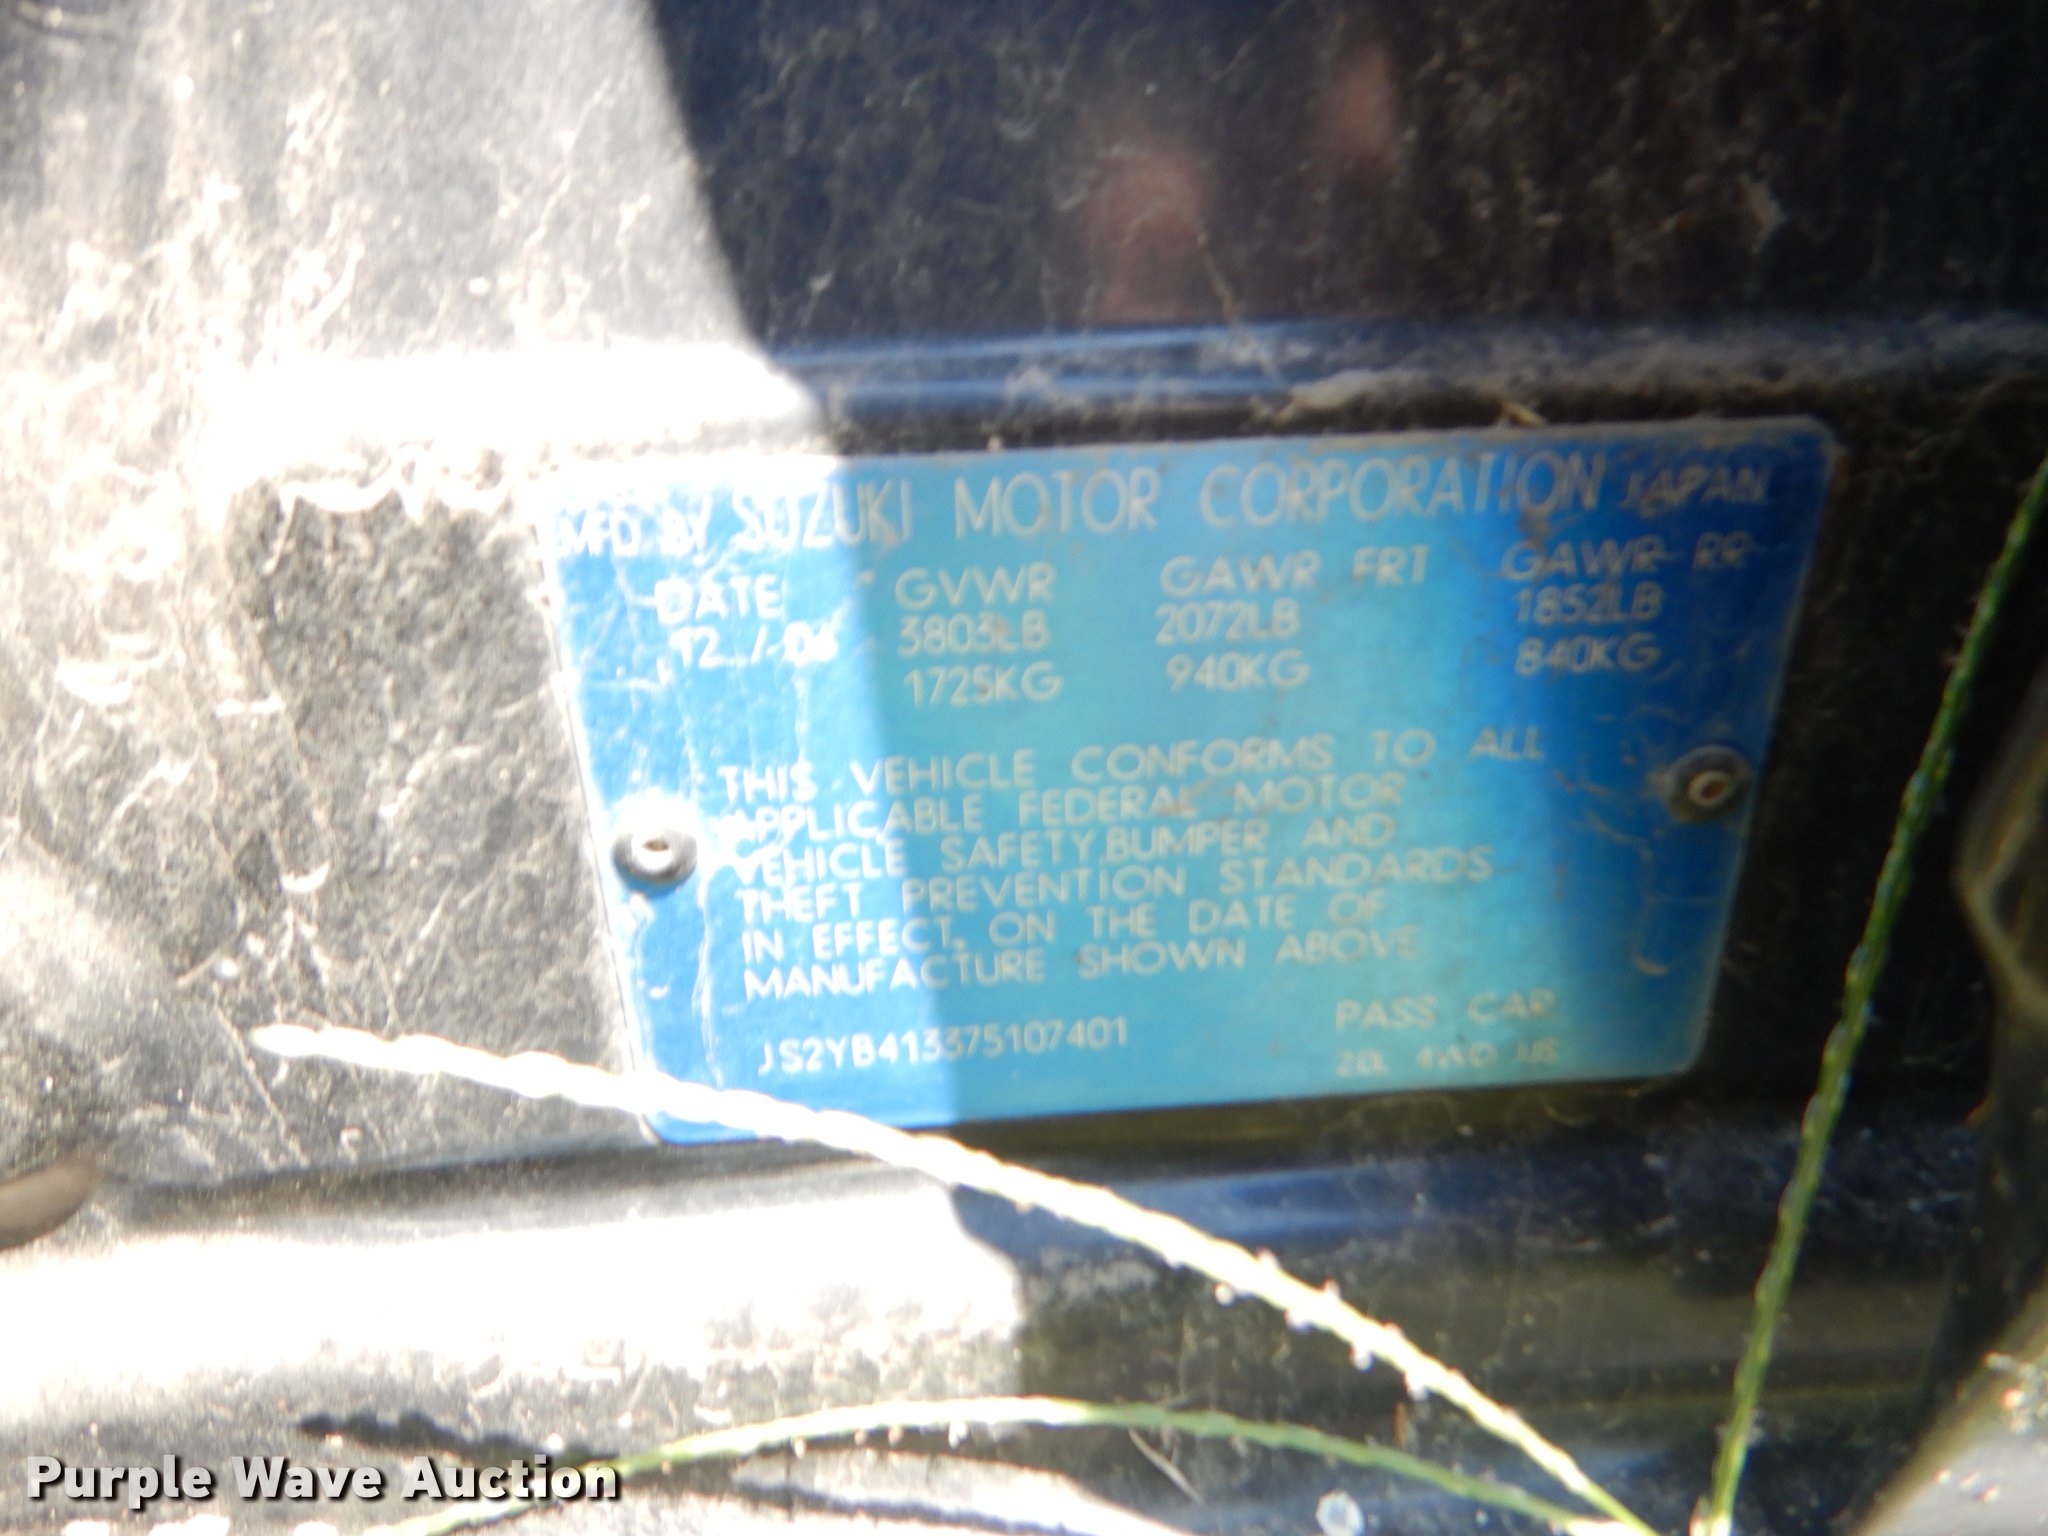 MFD BY SUZUKI MOTOR CORPORATION JAPAN
DATE GVWR GAWR FRT GAWR RR
12 / 06 3803LB 2072LB 1852LB
1725KG 940KG 840KG
THIS VEHICLE CONFORMS TO ALL
APPLICABLE FEDERAL MOTOR
VEHICLE SAFETY,BUMPER AND
THEFT PREVENTION STANDARDS
IN EFFECT ON THE DATE OF
MANUFACTURE SHOWN ABOVE
JS2YB413375107401 PASS CAR
2.0L 4WD US
Purple Wave Auction